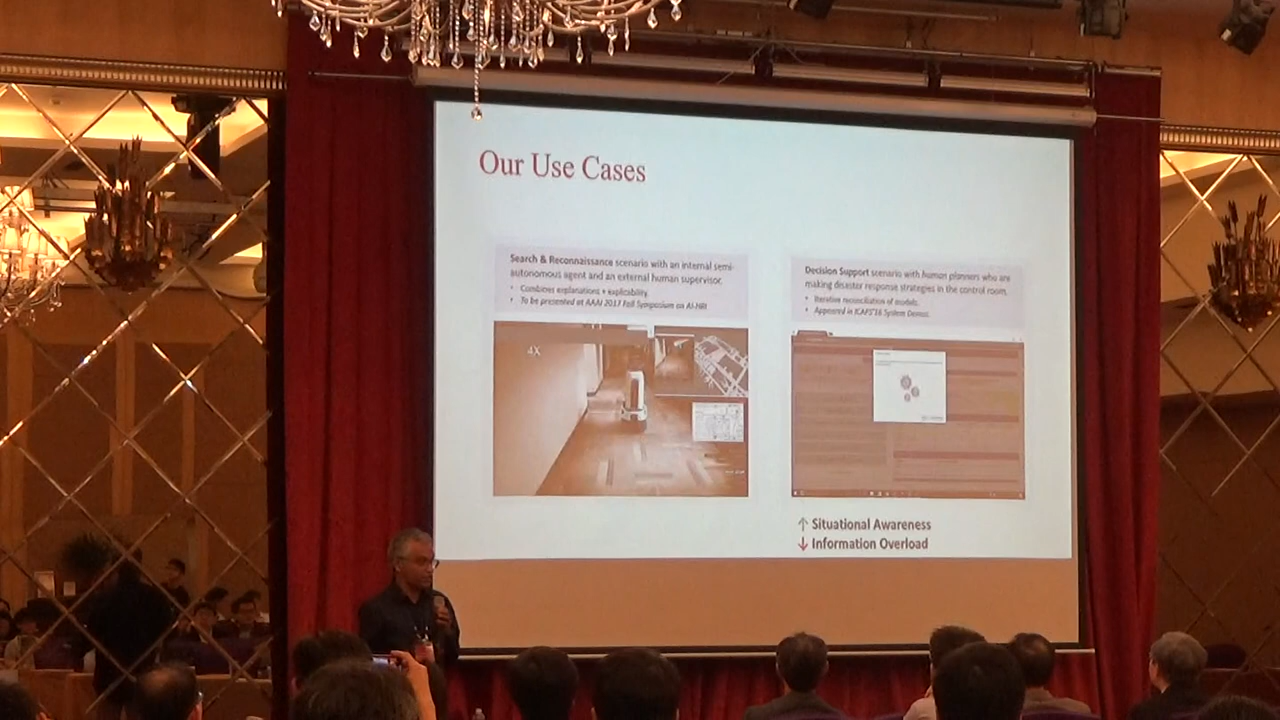 Our Use Cases
Search & Reconnaissance scenario with an internal semi-
autonomous agent and an external human supervisor.
• Combines explanations + explicability.
• To be presented at AAAI 2017 Fall Symposium on AI-HRI
4X
Decision Support scenario with human planners who are
making disaster response strategies in the control room.
• Iterative reconciliation of models.
• Appeared in ICAPS'16 System Demos.
↑ Situational Awareness
↓ Information Overload